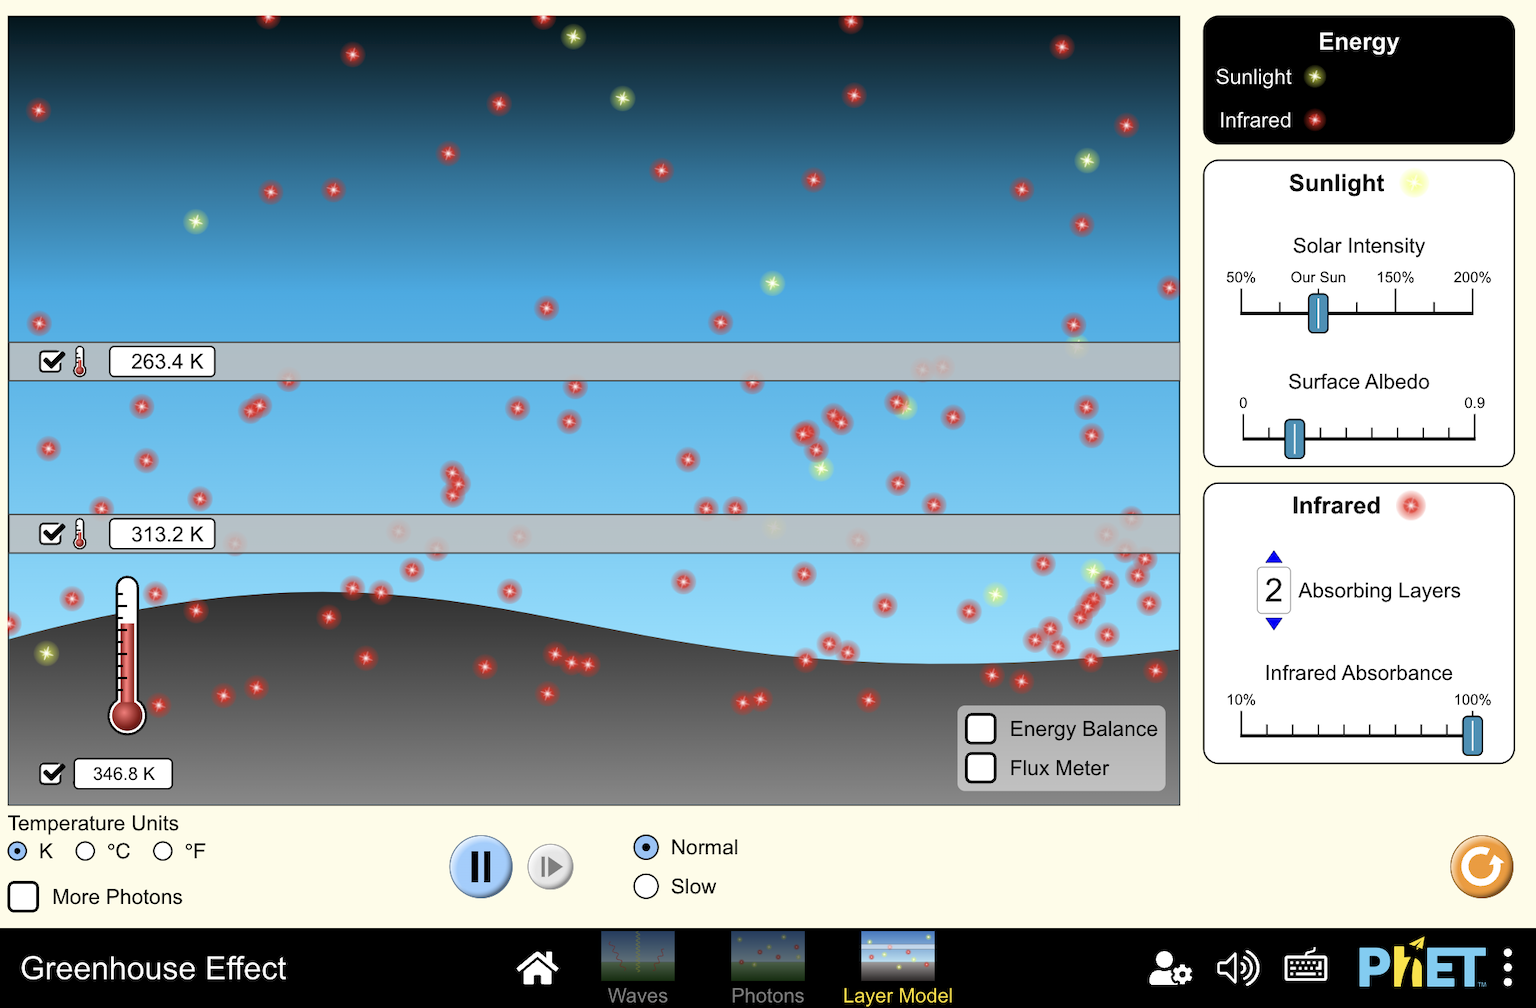 Energy
Sunlight
Infrared
Sunlight
Solar Intensity
50% Our Sun 150% 200%
Surface Albedo
0 0.9
263.4 K
313.2 K
Infrared
2 Absorbing Layers
Infrared Absorbance
10% 100%
Energy Balance
Flux Meter
346.8 K
Temperature Units
K °C °F
More Photons
Normal
Slow
Greenhouse Effect
Waves Photons Layer Model
PhET™